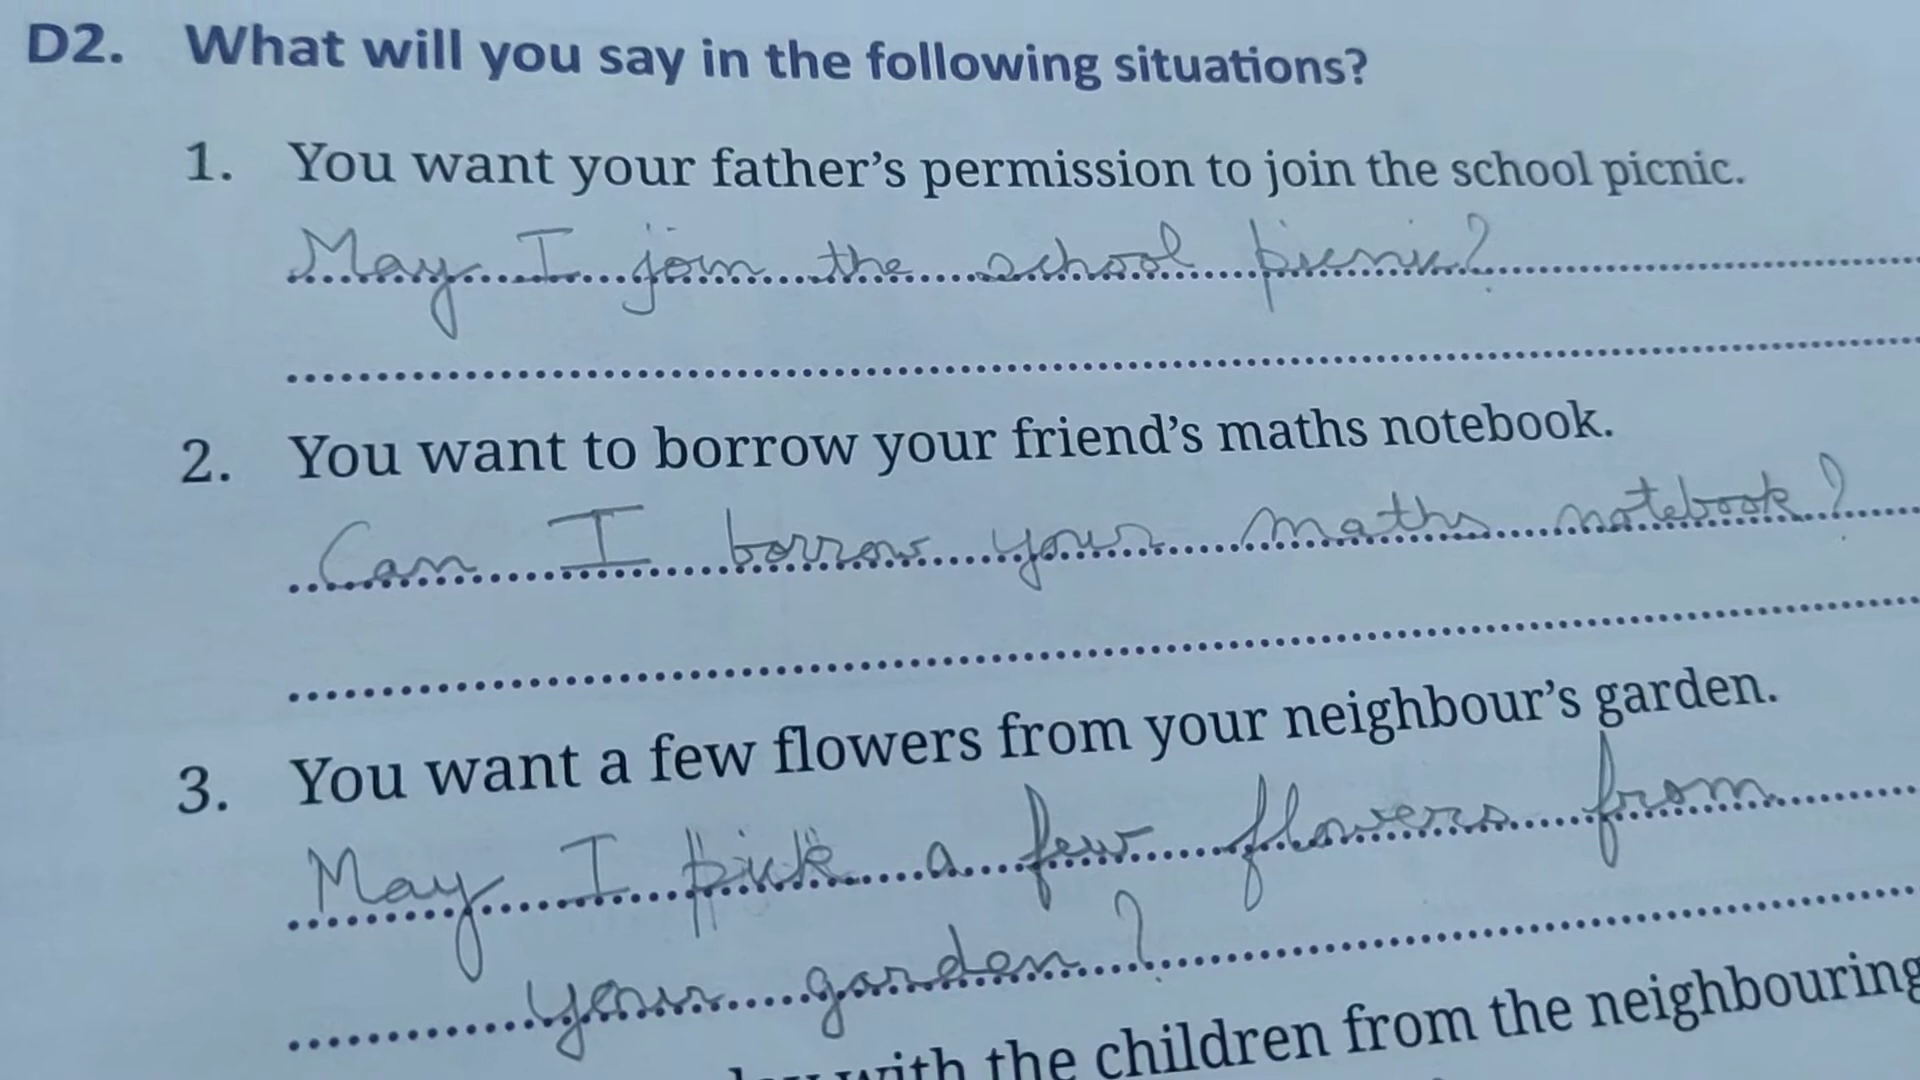 D2. What will you say in the following situations?
1. You want your father's permission to join the school picnic.
May I join the school picnic?
2. You want to borrow your friend's maths notebook.
Can I borrow your maths notebook?
3. You want a few flowers from your neighbour's garden.
May I pick a few flowers from
your garden?
with the children from the neighbouring